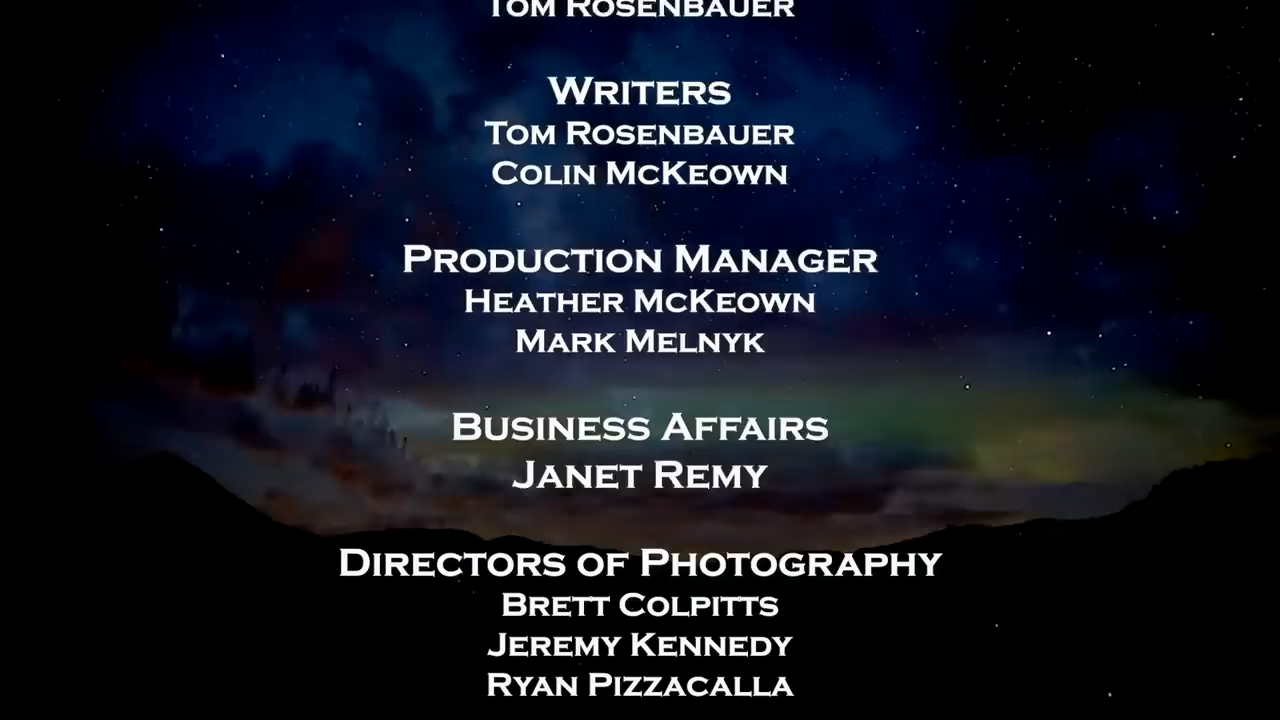 TOM ROSENBAUER
WRITERS
TOM ROSENBAUER
COLIN MCKEOWN
PRODUCTION MANAGER
HEATHER MCKEOWN
MARK MELNYK
BUSINESS AFFAIRS
JANET REMY
DIRECTORS OF PHOTOGRAPHY
BRETT COLPITTS
JEREMY KENNEDY
RYAN PIZZACALLA